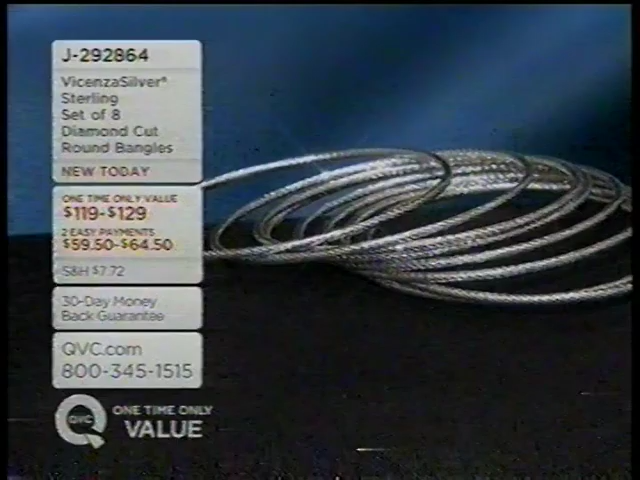 J-292864
VicenzaSilver®
Sterling
Set of 8
Diamond Cut
Round Bangles
NEW TODAY
ONE TIME ONLY VALUE
$119-$129
2 EASY PAYMENTS
$59.50-$64.50
S&H $7.72
30-Day Money
Back Guarantee
QVC.com
800-345-1515
QVC
ONE TIME ONLY
VALUE